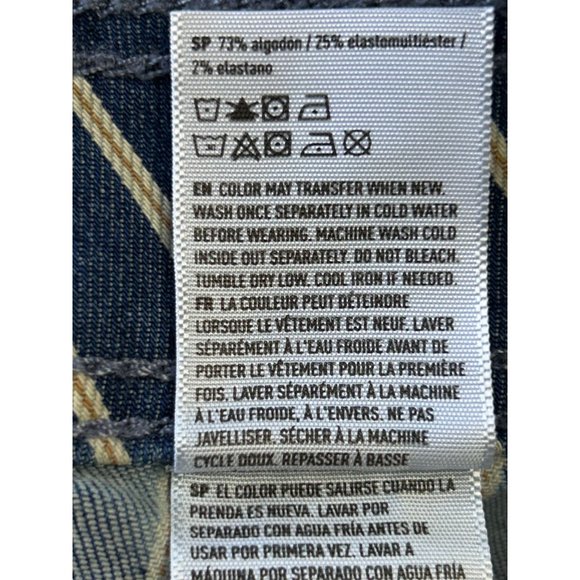 SP 73% algodón / 25% elastomultiéster /
2% elastano
EN COLOR MAY TRANSFER WHEN NEW.
WASH ONCE SEPARATELY IN COLD WATER
BEFORE WEARING. MACHINE WASH COLD
INSIDE OUT SEPARATELY. DO NOT BLEACH.
TUMBLE DRY LOW. COOL IRON IF NEEDED.
FR LA COULEUR PEUT DÉTEINDRE
LORSQUE LE VÊTEMENT EST NEUF. LAVER
SÉPARÉMENT À L'EAU FROIDE AVANT DE
PORTER LE VÊTEMENT POUR LA PREMIÈRE
FOIS. LAVER SÉPARÉMENT À LA MACHINE
À L'EAU FROIDE, À L'ENVERS. NE PAS
JAVELLISER. SÉCHER À LA MACHINE
CYCLE DOUX. REPASSER À BASSE
SP EL COLOR PUEDE SALIRSE CUANDO LA
PRENDA ES NUEVA. LAVAR POR
SEPARADO CON AGUA FRÍA ANTES DE
USAR POR PRIMERA VEZ. LAVAR A
MÁQUINA POR SEPARADO CON AGUA FRÍA